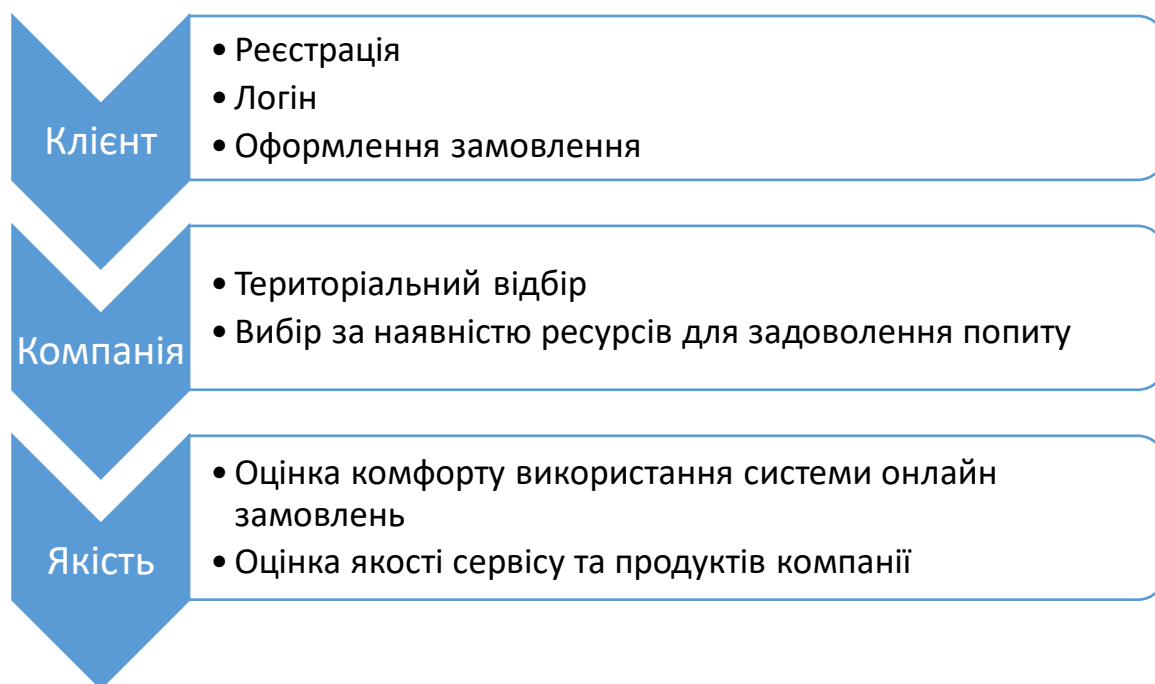 Клієнт
• Реєстрація
• Логін
• Оформлення замовлення
Компанія
• Територіальний відбір
• Вибір за наявністю ресурсів для задоволення попиту
Якість
• Оцінка комфорту використання системи онлайн
замовлень
• Оцінка якості сервісу та продуктів компанії